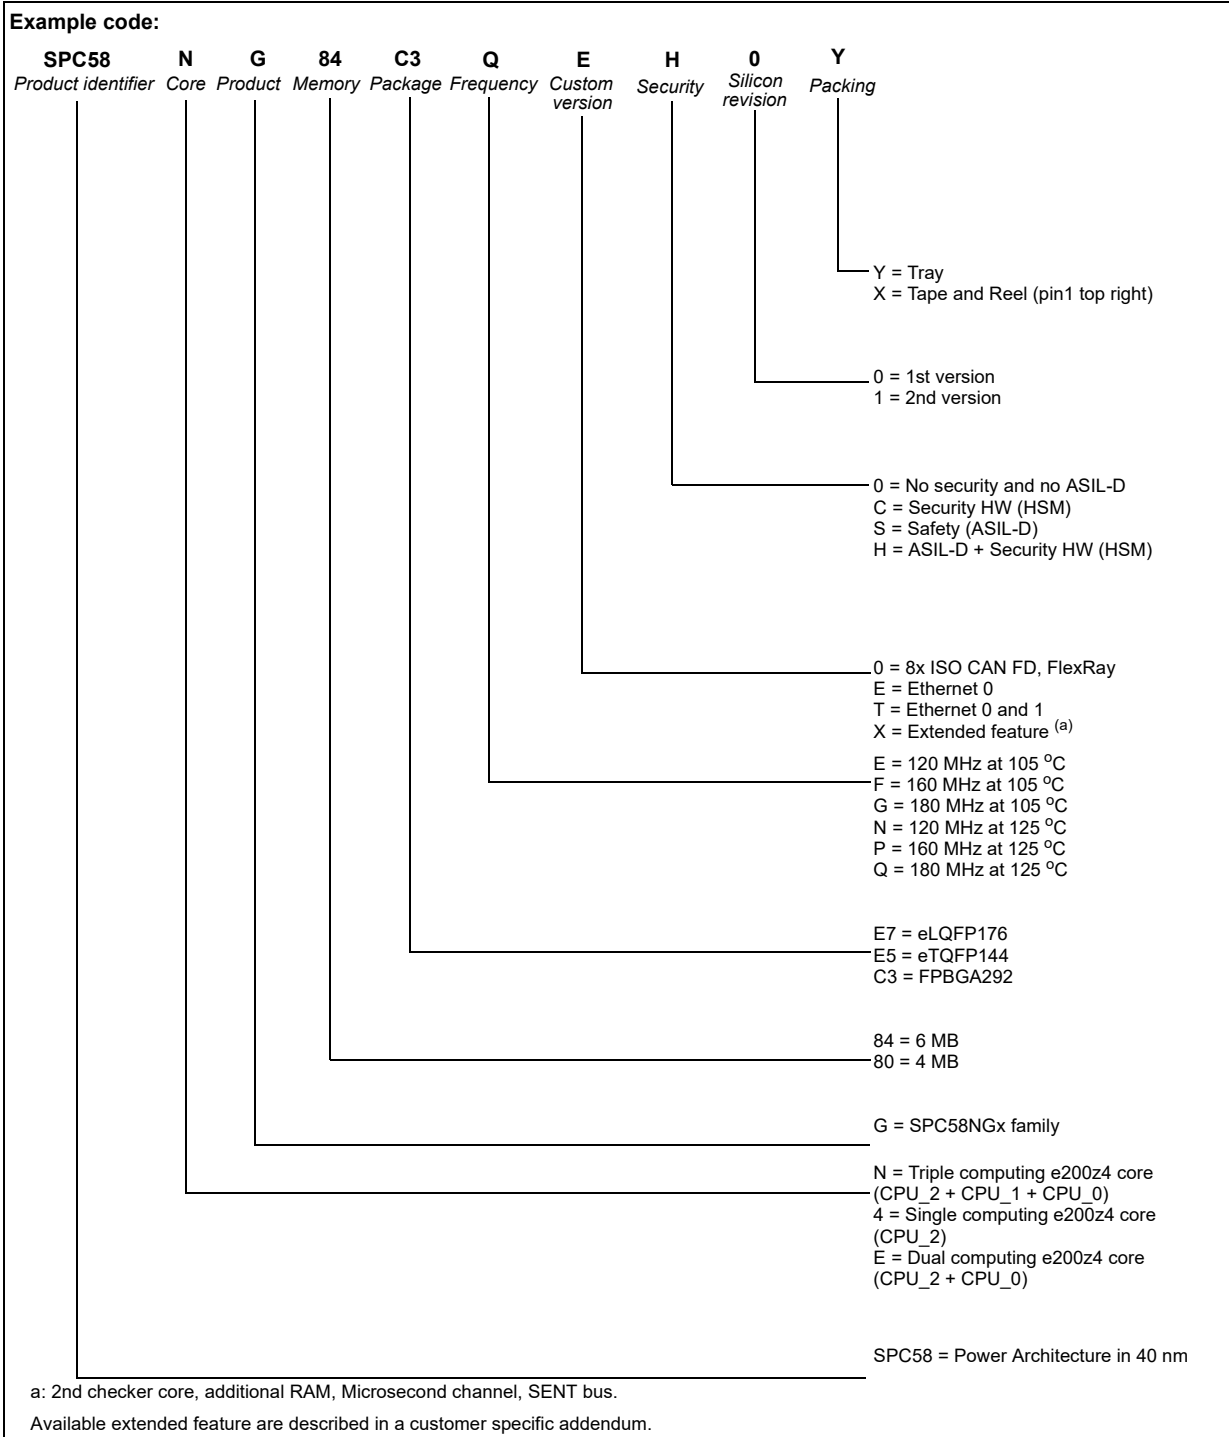 Example code:
SPC58 N G 84 C3 Q E H 0 Y
Product identifier Core Product Memory Package Frequency Custom version Security Silicon revision Packing
Y = Tray
X = Tape and Reel (pin1 top right)
0 = 1st version
1 = 2nd version
0 = No security and no ASIL-D
C = Security HW (HSM)
S = Safety (ASIL-D)
H = ASIL-D + Security HW (HSM)
0 = 8x ISO CAN FD, FlexRay
E = Ethernet 0
T = Ethernet 0 and 1
X = Extended feature (a)
E = 120 MHz at 105 oC
F = 160 MHz at 105 oC
G = 180 MHz at 105 oC
N = 120 MHz at 125 oC
P = 160 MHz at 125 oC
Q = 180 MHz at 125 oC
E7 = eLQFP176
E5 = eTQFP144
C3 = FPBGA292
84 = 6 MB
80 = 4 MB
G = SPC58NGx family
N = Triple computing e200z4 core
(CPU_2 + CPU_1 + CPU_0)
4 = Single computing e200z4 core
(CPU_2)
E = Dual computing e200z4 core
(CPU_2 + CPU_0)
SPC58 = Power Architecture in 40 nm
a: 2nd checker core, additional RAM, Microsecond channel, SENT bus.
Available extended feature are described in a customer specific addendum.